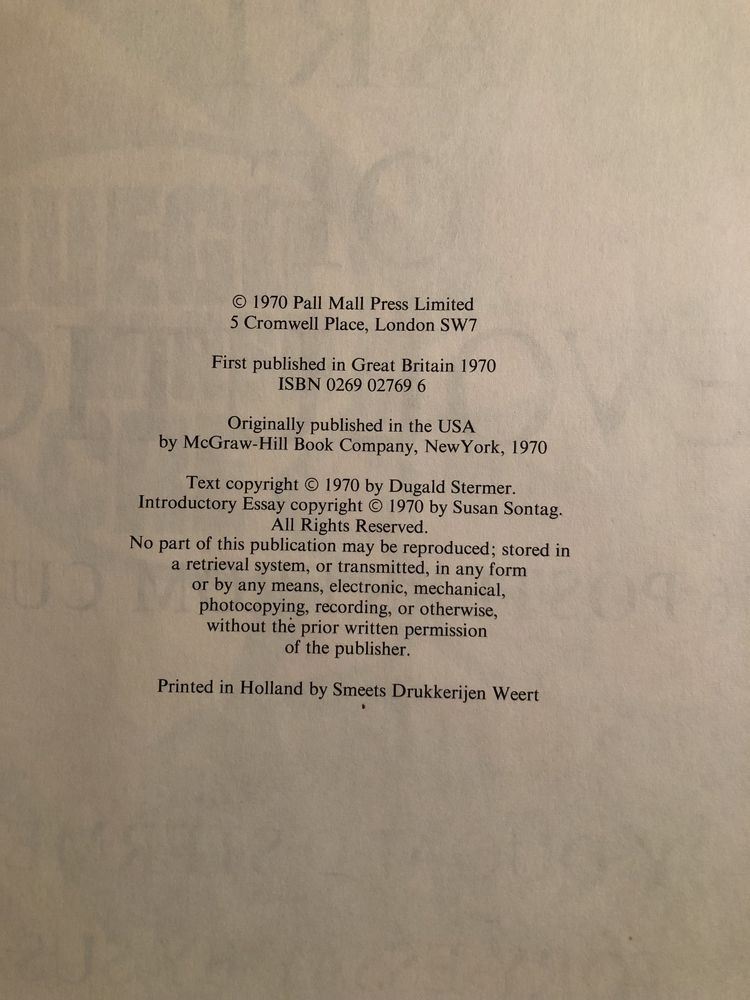 © 1970 Pall Mall Press Limited
5 Cromwell Place, London SW7
First published in Great Britain 1970
ISBN 0269 02769 6
Originally published in the USA
by McGraw-Hill Book Company, NewYork, 1970
Text copyright © 1970 by Dugald Stermer.
Introductory Essay copyright © 1970 by Susan Sontag.
All Rights Reserved.
No part of this publication may be reproduced; stored in
a retrieval system, or transmitted, in any form
or by any means, electronic, mechanical,
photocopying, recording, or otherwise,
without the prior written permission
of the publisher.
Printed in Holland by Smeets Drukkerijen Weert